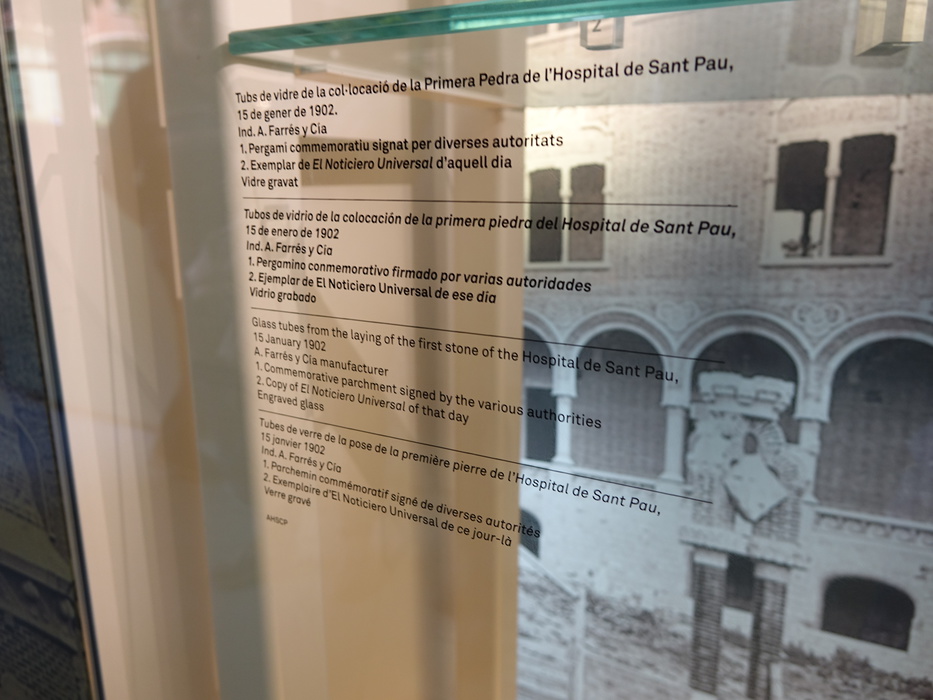 2
Tubs de vidre de la col·locació de la Primera Pedra de l'Hospital de Sant Pau,
15 de gener de 1902.
Ind. A. Farrés y Cia
1. Pergamí commemoratiu signat per diverses autoritats
2. Exemplar de El Noticiero Universal d'aquell dia
Vidre gravat
Tubos de vidrio de la colocación de la primera piedra del Hospital de Sant Pau,
15 de enero de 1902
Ind. A. Farrés y Cia
1. Pergamino conmemorativo firmado por varias autoridades
2. Ejemplar de El Noticiero Universal de ese día
Vidrio grabado
Glass tubes from the laying of the first stone of the Hospital de Sant Pau,
15 January 1902
A. Farrés y Cia manufacturer
1. Commemorative parchment signed by the various authorities
2. Copy of El Noticiero Universal of that day
Engraved glass
Tubes de verre de la pose de la première pierre de l'Hospital de Sant Pau,
15 janvier 1902
Ind. A. Farrés y Cia
1. Parchemin commémoratif signé de diverses autorités
2. Exemplaire d'El Noticiero Universal de ce jour-là
Verre gravé
AHSCP